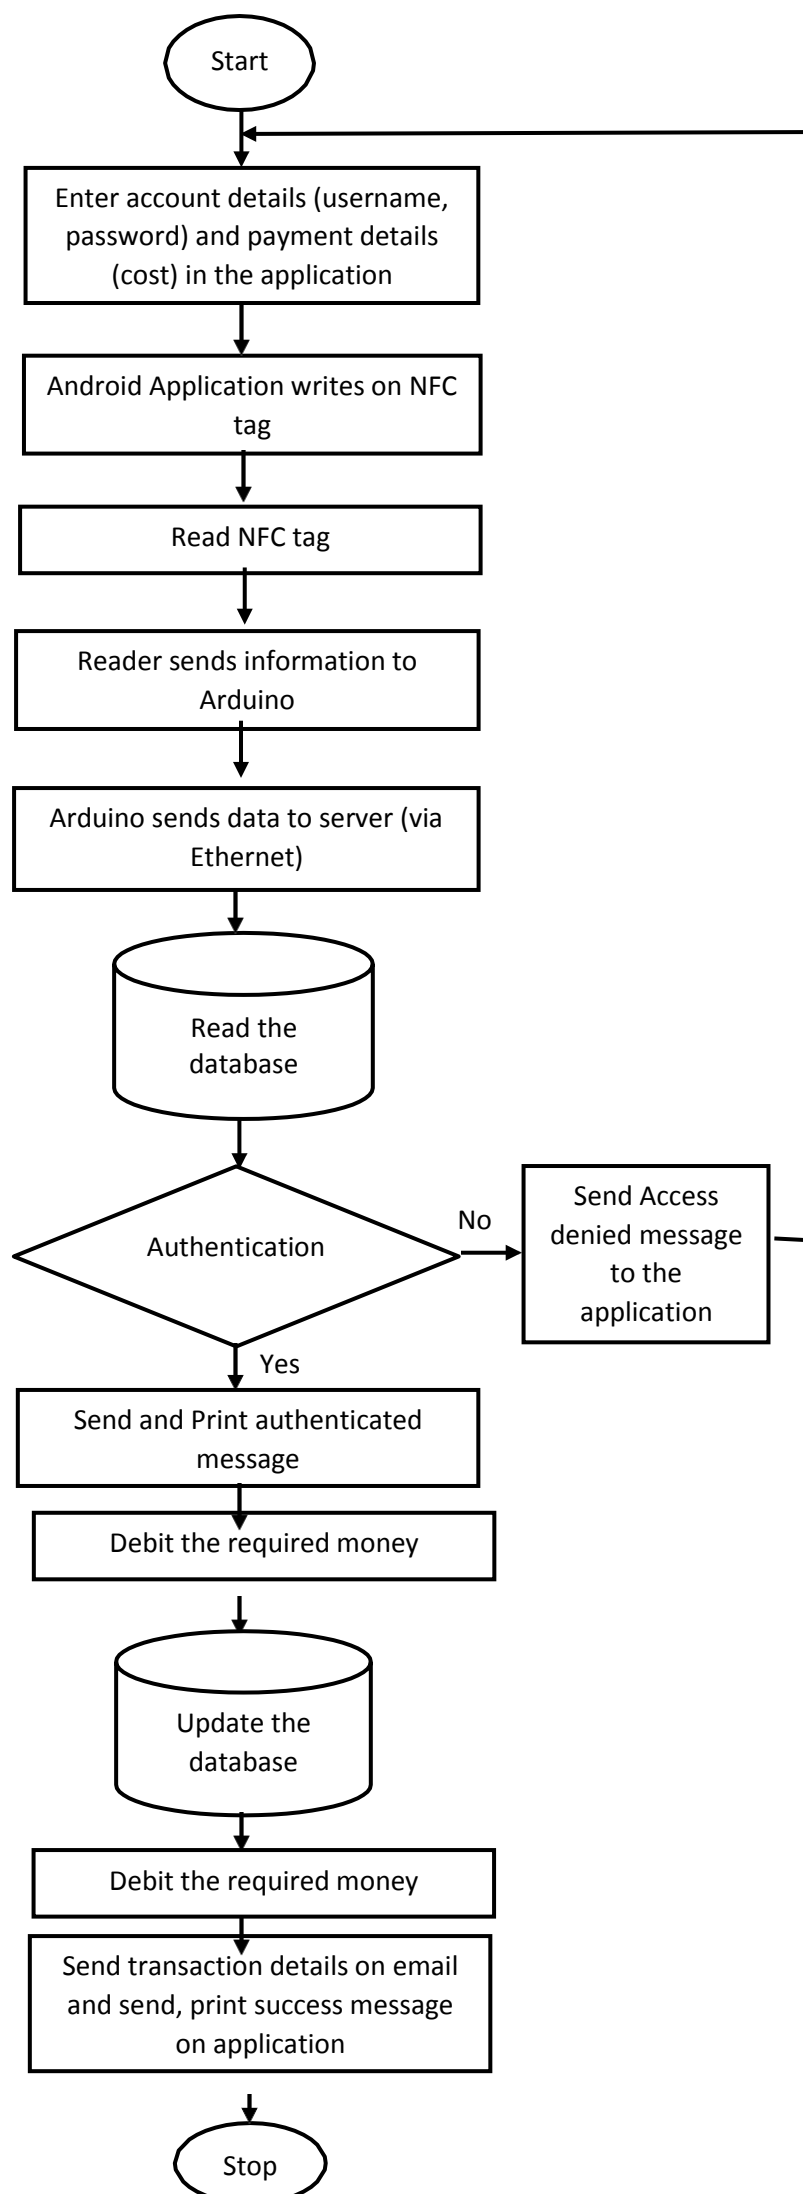 Start
Enter account details (username,
password) and payment details
(cost) in the application
Android Application writes on NFC
tag
Read NFC tag
Reader sends information to
Arduino
Arduino sends data to server (via
Ethernet)
Read the
database
Authentication
No
Send Access
denied message
to the
application
Yes
Send and Print authenticated
message
Debit the required money
Update the
database
Debit the required money
Send transaction details on email
and send, print success message
on application
Stop